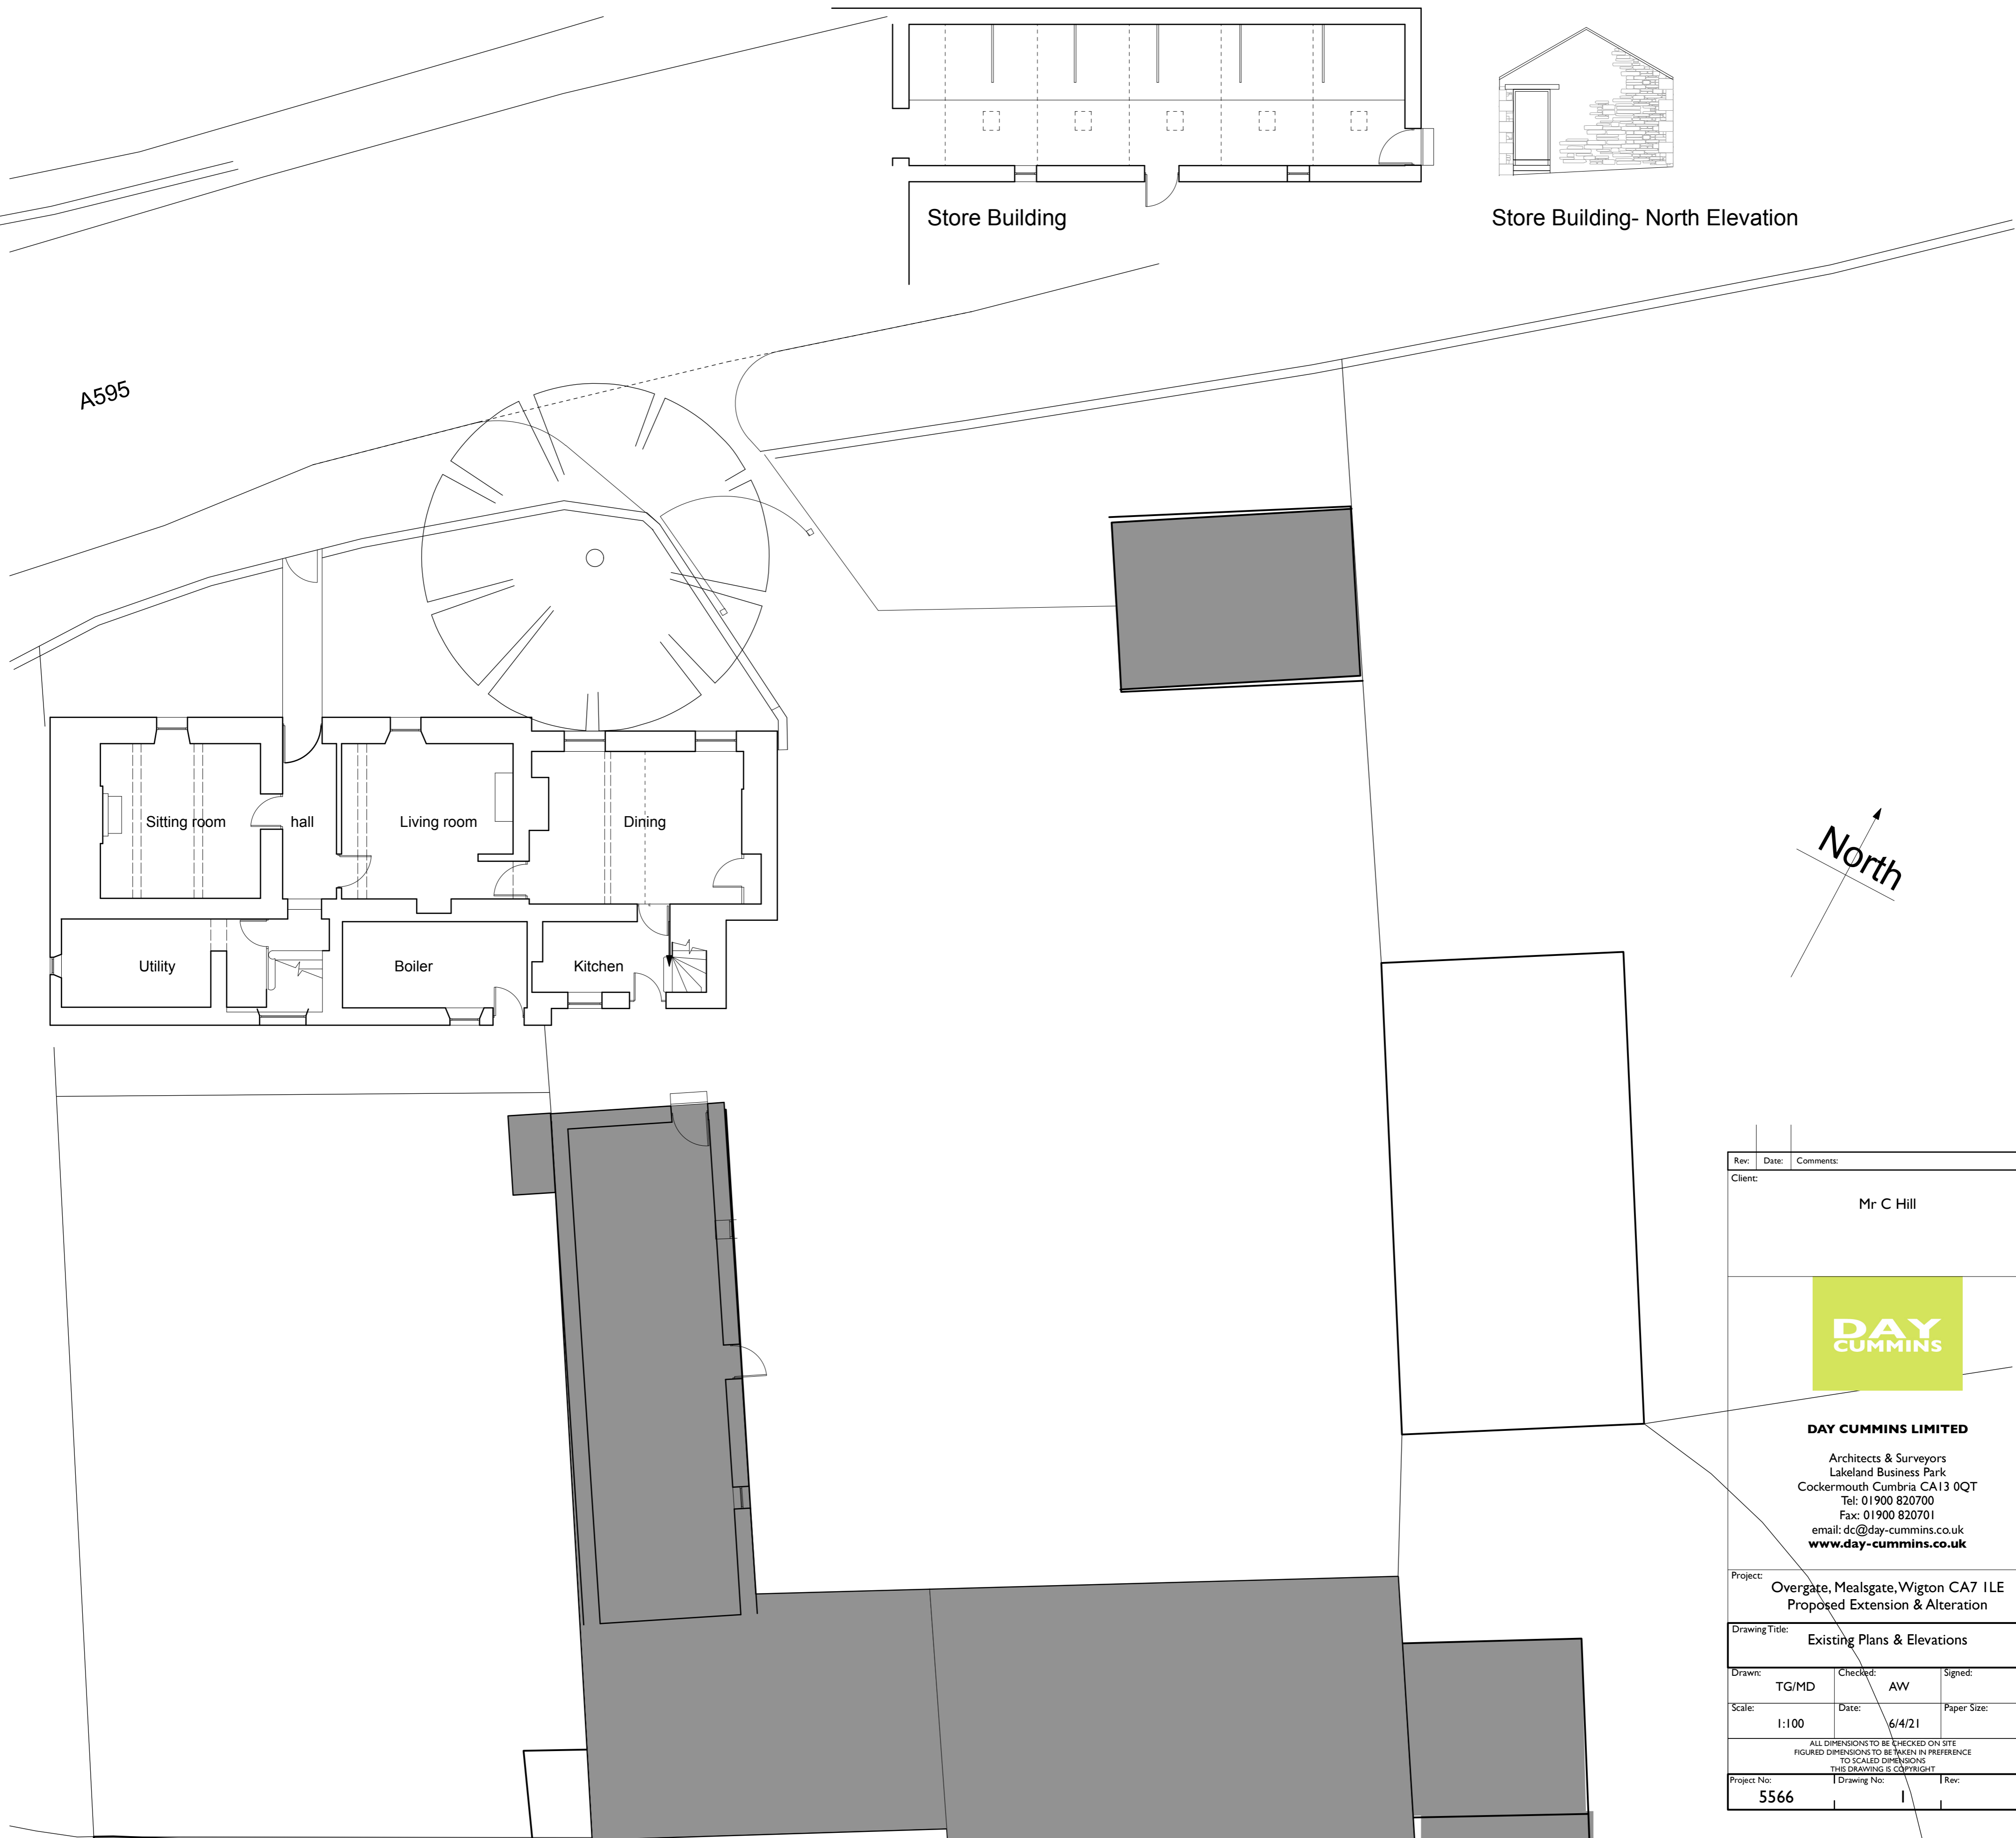 Store Building
Store Building- North Elevation
A595
Sitting room
hall
Living room
Dining
Utility
Boiler
Kitchen
North
Rev:
Date:
Comments:
Client:
Mr C Hill
DAY
CUMMINS
DAY CUMMINS LIMITED
Architects & Surveyors
Lakeland Business Park
Cockermouth Cumbria CA13 0QT
Tel: 01900 820700
Fax: 01900 820701
email: dc@day-cummins.co.uk
www.day-cummins.co.uk
Project:
Overgate, Mealsgate, Wigton CA7 1LE
Proposed Extension & Alteration
Drawing Title:
Existing Plans & Elevations
Drawn:
TG/MD
Checked:
AW
Signed:
Scale:
1:100
Date:
6/4/21
Paper Size:
ALL DIMENSIONS TO BE CHECKED ON SITE
FIGURED DIMENSIONS TO BE TAKEN IN PREFERENCE
TO SCALED DIMENSIONS
THIS DRAWING IS COPYRIGHT
Project No:
5566
Drawing No:
1
Rev: